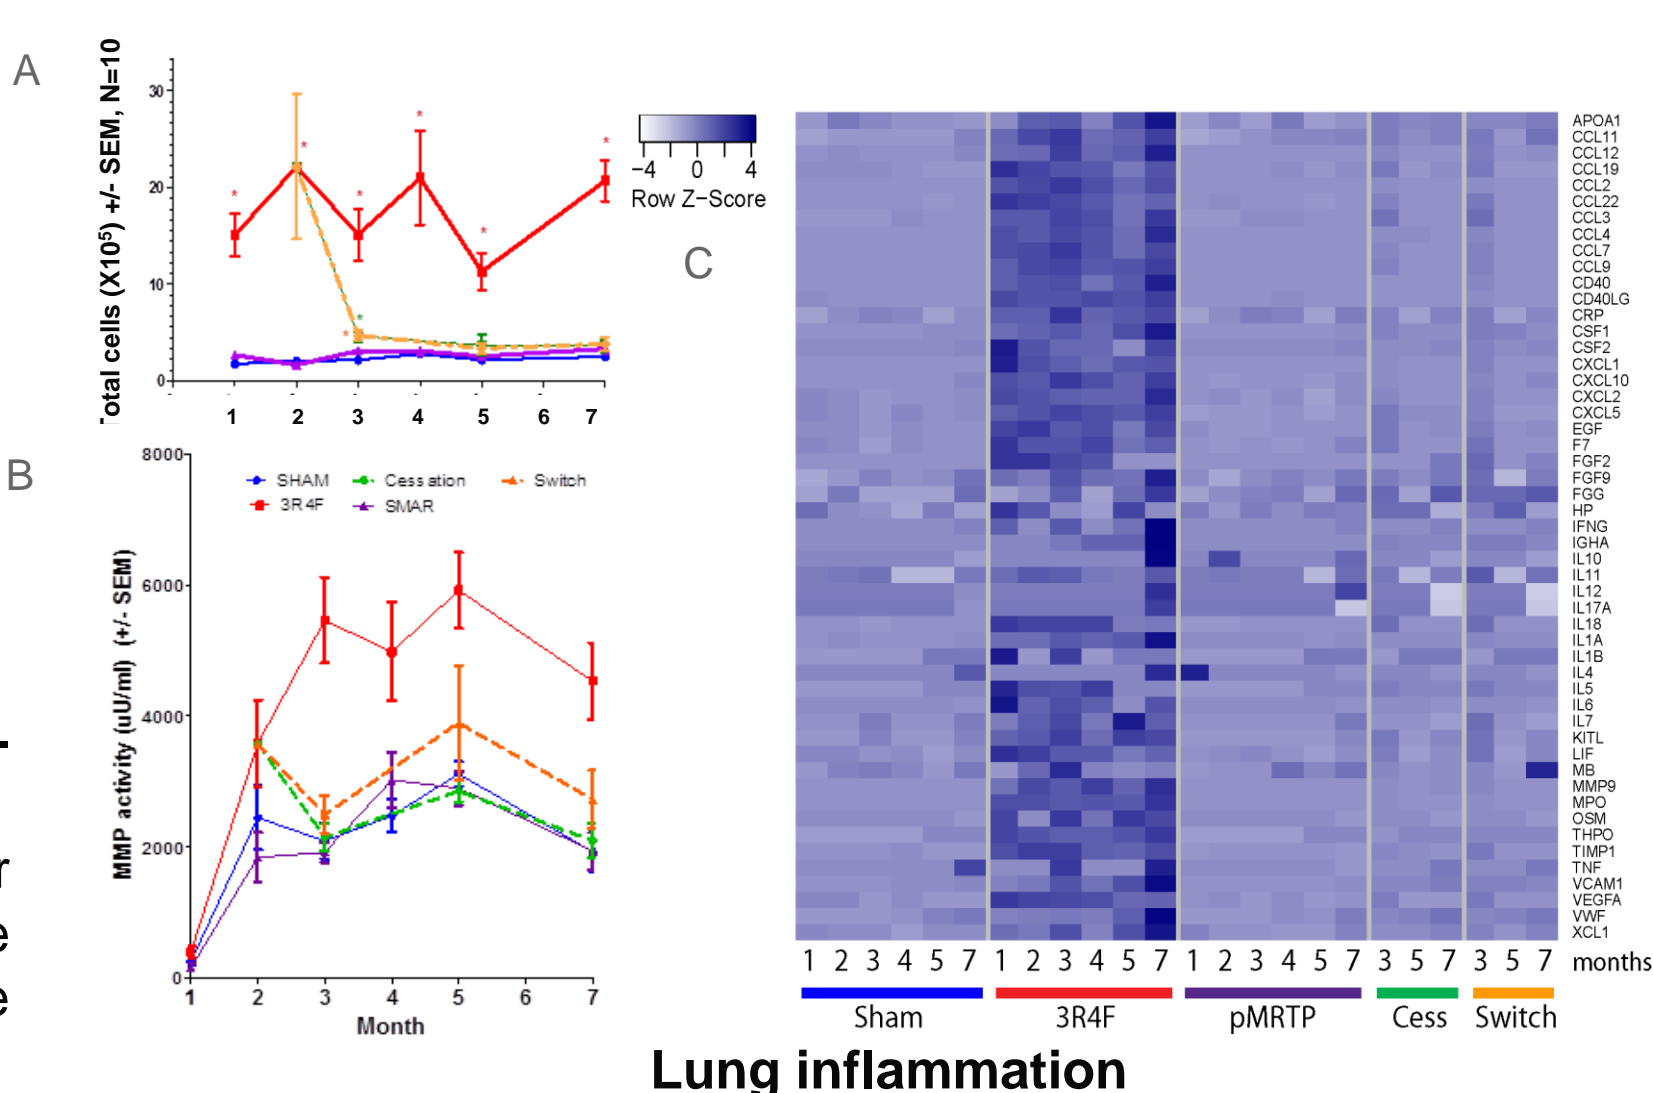 A
Total cells (X10⁵) +/- SEM, N=10
30
20
10
0
* * * * * *
* *
1 2 3 4 5 6 7
−4 0 4
Row Z−Score
B
MMP activity (uU/ml) (+/- SEM)
8000
6000
4000
2000
0
SHAM Cessation Switch
3R4F SMAR
1 2 3 4 5 7
Month
C
APOA1
CCL11
CCL12
CCL19
CCL2
CCL22
CCL3
CCL4
CCL7
CCL9
CD40
CD40LG
CRP
CSF1
CSF2
CXCL1
CXCL10
CXCL2
CXCL5
EGF
F7
FGF2
FGF9
FGG
HP
IFNG
IGHA
IL10
IL11
IL12
IL17A
IL18
IL1A
IL1B
IL4
IL5
IL6
IL7
KITL
LIF
MB
MMP9
MPO
OSM
THPO
TIMP1
TNF
VCAM1
VEGFA
VWF
XCL1
1 2 3 4 5 7 1 2 3 4 5 7 1 2 3 4 5 7 3 5 7 3 5 7 months
Sham 3R4F pMRTP Cess Switch
Lung inflammation
r
e
e